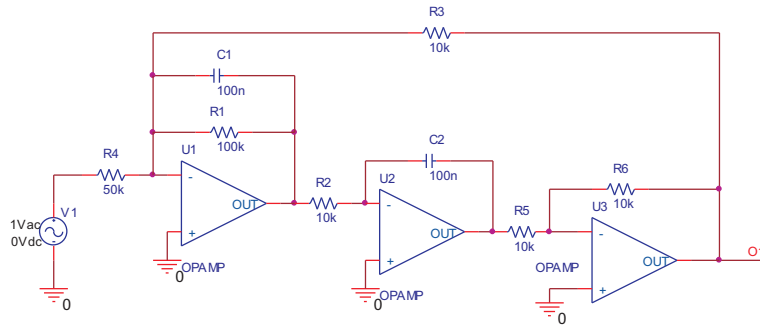 R3
10k
C1
100n
R1
100k
U1
C2
100n
R4
50k
-
+
OUT
OPAMP
R2
10k
U2
-
+
OUT
OPAMP
R6
10k
R5
10k
U3
-
+
OUT
OPAMP
V1
1Vac
0Vdc
+
-
0
0
0
0